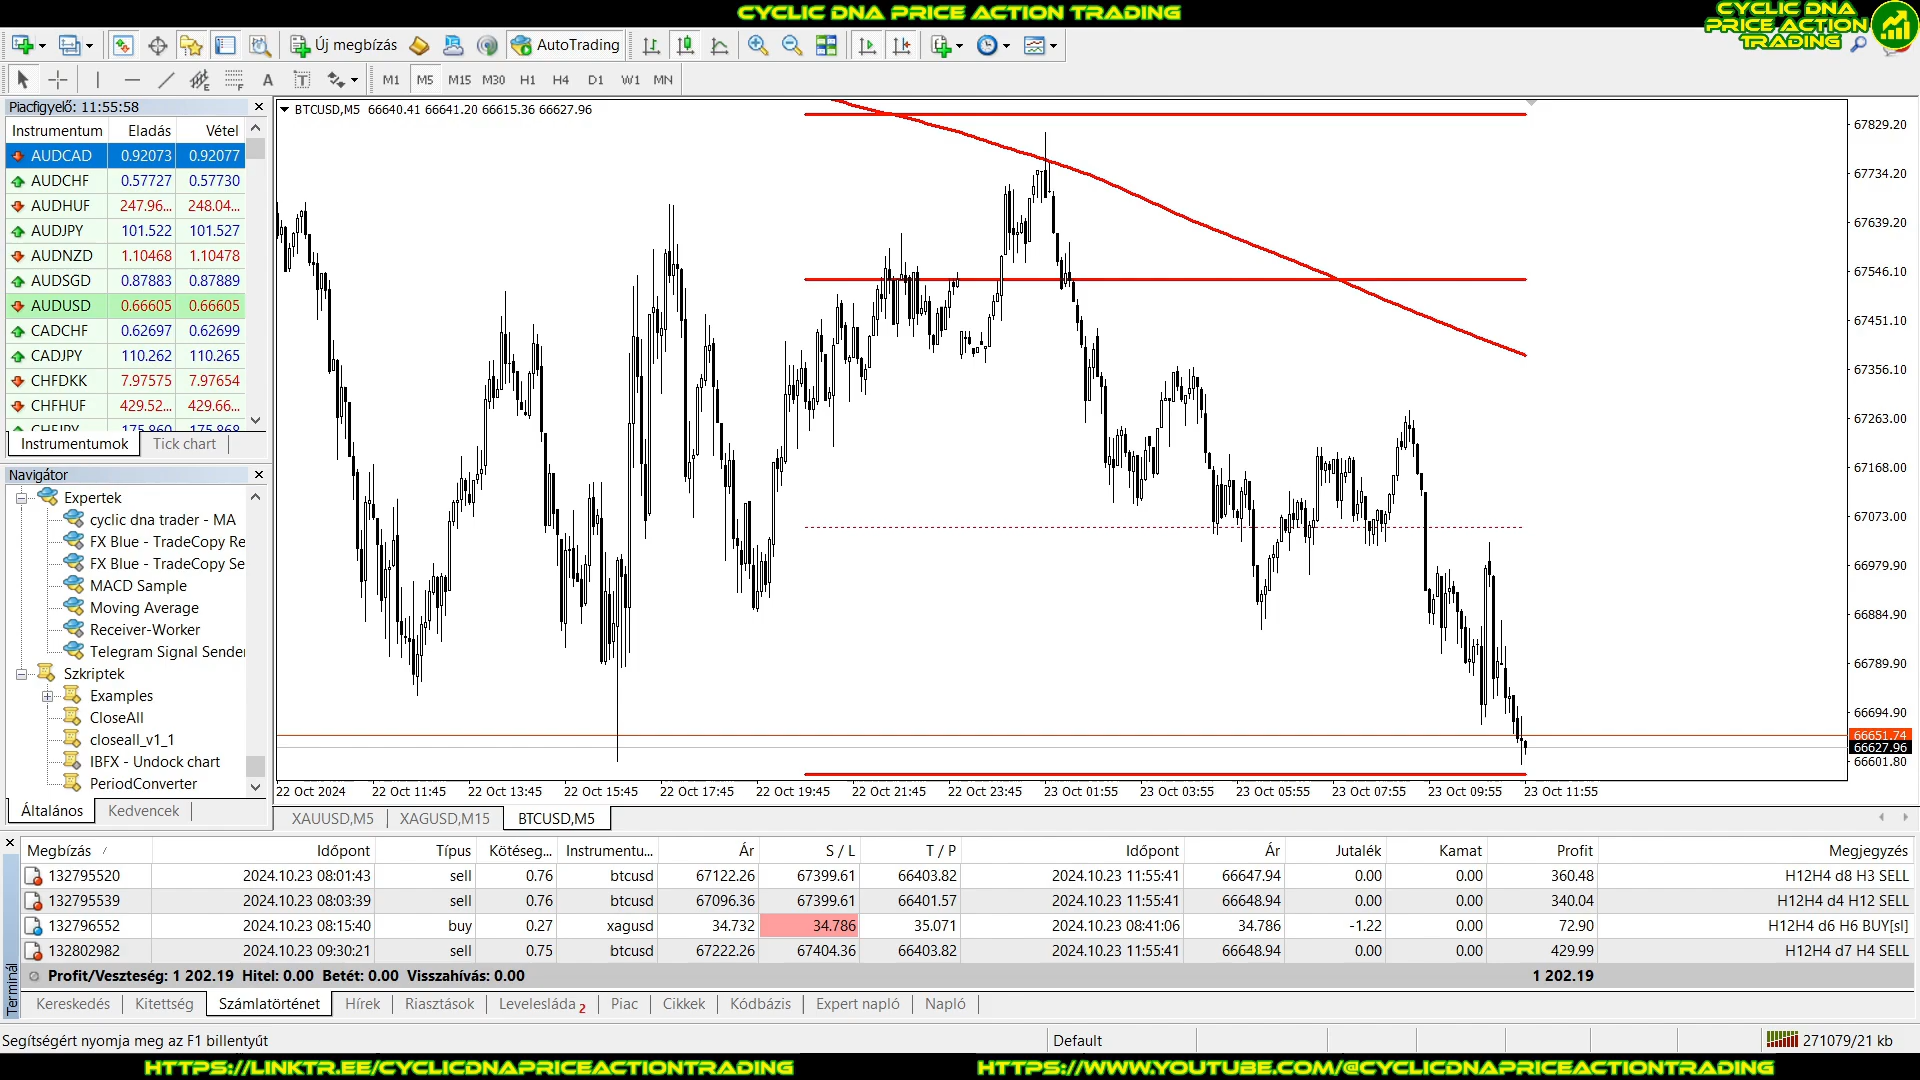 CYCLIC DNA PRICE ACTION TRADING
CYCLIC DNA
PRICE ACTION
TRADING
Új megbízás
AutoTrading
A
T
M1 M5 M15 M30 H1 H4 D1 W1 MN
Piacfigyelő: 11:55:58
Instrumentum Eladás Vétel
AUDCAD 0.92073 0.92077
AUDCHF 0.57727 0.57730
AUDHUF 247.96... 248.04...
AUDJPY 101.522 101.527
AUDNZD 1.10468 1.10478
AUDSGD 0.87883 0.87889
AUDUSD 0.66605 0.66605
CADCHF 0.62697 0.62699
CADJPY 110.262 110.265
CHFDKK 7.97575 7.97654
CHFHUF 429.52... 429.66...
CHFJPY 175.860 175.868
Instrumentumok Tick chart
Navigátor
Expertek
cyclic dna trader - MA
FX Blue - TradeCopy Re
FX Blue - TradeCopy Se
MACD Sample
Moving Average
Receiver-Worker
Telegram Signal Sender
Szkriptek
Examples
CloseAll
closeall_v1_1
IBFX - Undock chart
PeriodConverter
Általános Kedvencek
BTCUSD,M5 66640.41 66641.20 66615.36 66627.96
67829.20
67734.20
67639.20
67546.10
67451.10
67356.10
67263.00
67168.00
67073.00
66979.90
66884.90
66789.90
66694.90
66651.74
66627.96
66601.80
22 Oct 2024 22 Oct 11:45 22 Oct 13:45 22 Oct 15:45 22 Oct 17:45 22 Oct 19:45 22 Oct 21:45 22 Oct 23:45 23 Oct 01:55 23 Oct 03:55 23 Oct 05:55 23 Oct 07:55 23 Oct 09:55 23 Oct 11:55
XAUUSD,M5 XAGUSD,M15 BTCUSD,M5
Megbízás Időpont Típus Kötéseg... Instrumentu... Ár S / L T / P Időpont Ár Jutalék Kamat Profit Megjegyzés
132795520 2024.10.23 08:01:43 sell 0.76 btcusd 67122.26 67399.61 66403.82 2024.10.23 11:55:41 66647.94 0.00 0.00 360.48 H12H4 d8 H3 SELL
132795539 2024.10.23 08:03:39 sell 0.76 btcusd 67096.36 67399.61 66401.57 2024.10.23 11:55:41 66648.94 0.00 0.00 340.04 H12H4 d4 H12 SELL
132796552 2024.10.23 08:15:40 buy 0.27 xagusd 34.732 34.786 35.071 2024.10.23 08:41:06 34.786 -1.22 0.00 72.90 H12H4 d6 H6 BUY[sl]
132802982 2024.10.23 09:30:21 sell 0.75 btcusd 67222.26 67404.36 66403.82 2024.10.23 11:55:41 66648.94 0.00 0.00 429.99 H12H4 d7 H4 SELL
Profit/Veszteség: 1 202.19 Hitel: 0.00 Betét: 0.00 Visszahívás: 0.00 1 202.19
Terminál
Kereskedés Kitettség Számlatörténet Hírek Riasztások Levelesláda 2 Piac Cikkek Kódbázis Expert napló Napló
Segítségért nyomja meg az F1 billentyűt Default 271079/21 kb
HTTPS://LINKTR.EE/CYCLICDNAPRICEACTIONTRADING HTTPS://WWW.YOUTUBE.COM/@CYCLICDNAPRICEACTIONTRADING